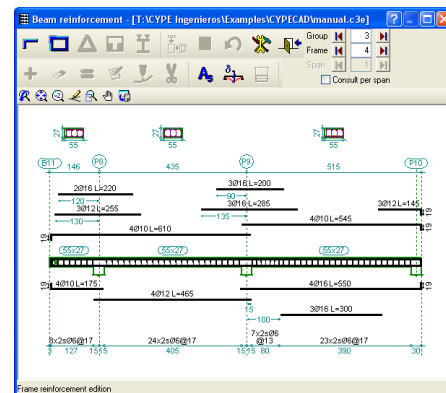 Beam reinforcement - [T:\CYPE Ingenieros\Examples\CYPECAD\manual.c3e]
Group 3
Frame 4
Span 1
Consult per span
27 27 27
55 55 55
B11 146 P8 435 P9 515 P10
2Ø16 L=220 3Ø16 L=200
120 90
3Ø12 L=255 3Ø16 L=285 3Ø12 L=145
130 135
4Ø10 L=545
19 4Ø10 L=610 19
55x27 55x27 55x27
19 4Ø10 L=175 4Ø16 L=550 19
4Ø12 L=465
15
100 3Ø16 L=300
7x2sØ6
8x2sØ6@17 24x2sØ6@17 @13 23x2sØ6@17
3 127 15 15 405 15 15 80 390 30
Frame reinforcement edition